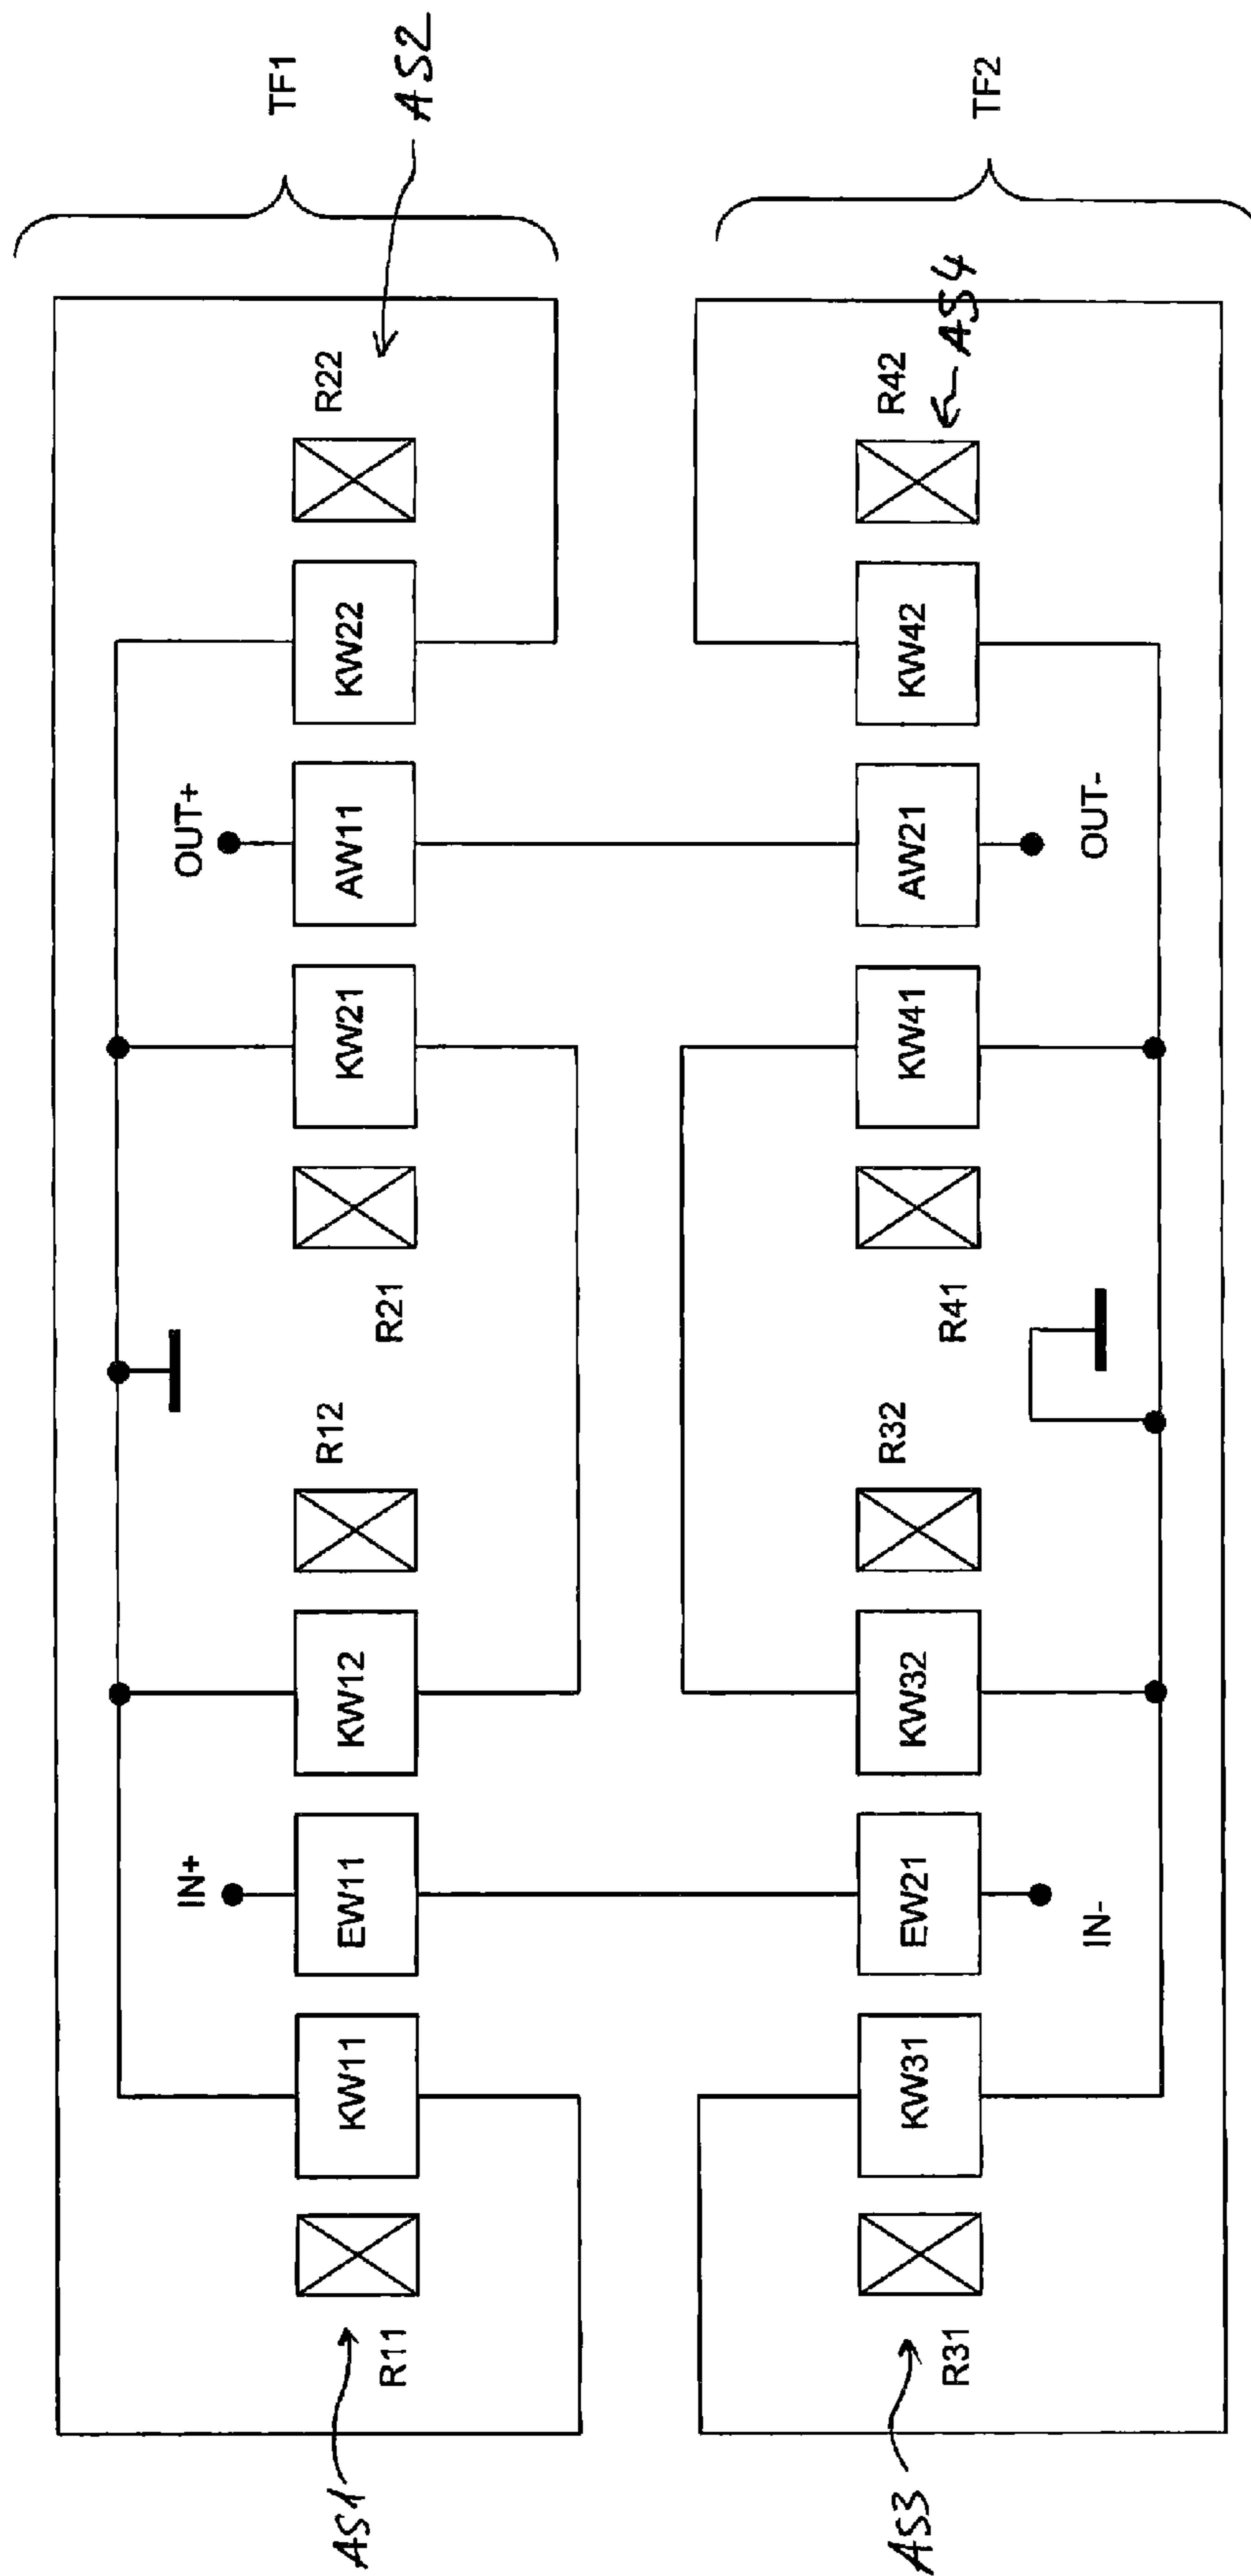 IN+ OUT+
TF1
R12 R22
AS1 KW11 EW11 KW12 KW21 AW11 KW22
R11 R21 AS2
R32 R42
AS3 KW31 EW21 KW32 KW41 AW21 KW42
R31 R41 AS4
TF2
IN- OUT-